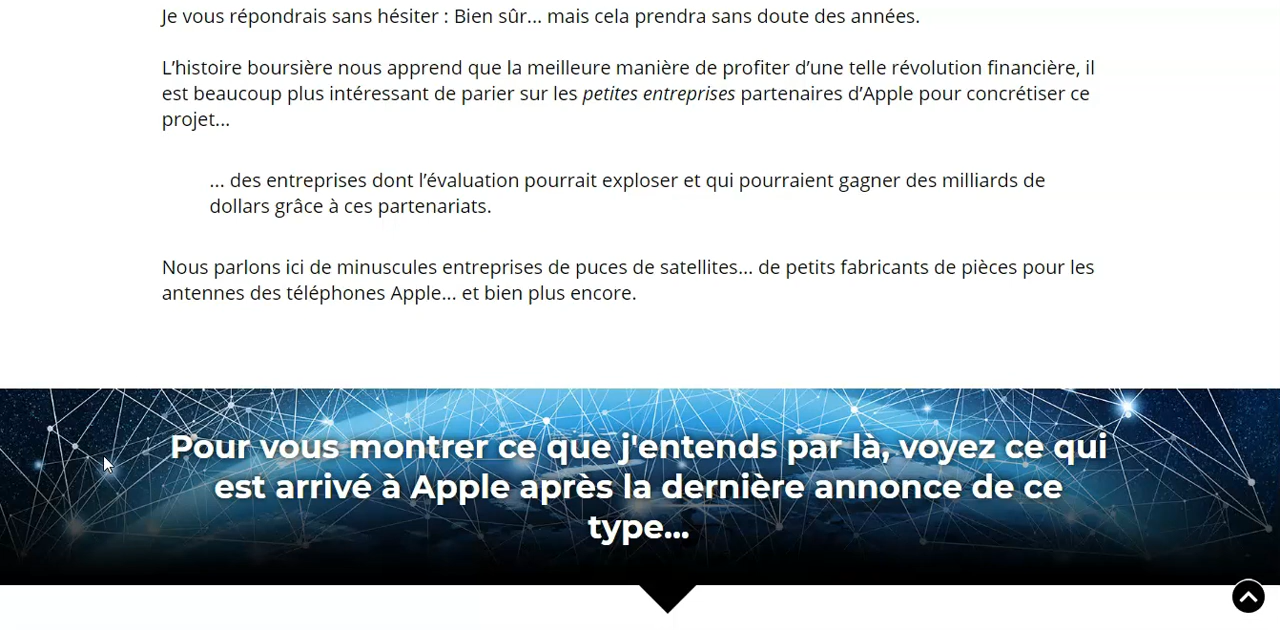 Je vous répondrais sans hésiter : Bien sûr... mais cela prendra sans doute des années.
L’histoire boursière nous apprend que la meilleure manière de profiter d’une telle révolution financière, il
est beaucoup plus intéressant de parier sur les petites entreprises partenaires d’Apple pour concrétiser ce
projet...
... des entreprises dont l’évaluation pourrait exploser et qui pourraient gagner des milliards de
dollars grâce à ces partenariats.
Nous parlons ici de minuscules entreprises de puces de satellites... de petits fabricants de pièces pour les
antennes des téléphones Apple... et bien plus encore.
Pour vous montrer ce que j'entends par là, voyez ce qui
est arrivé à Apple après la dernière annonce de ce
type...